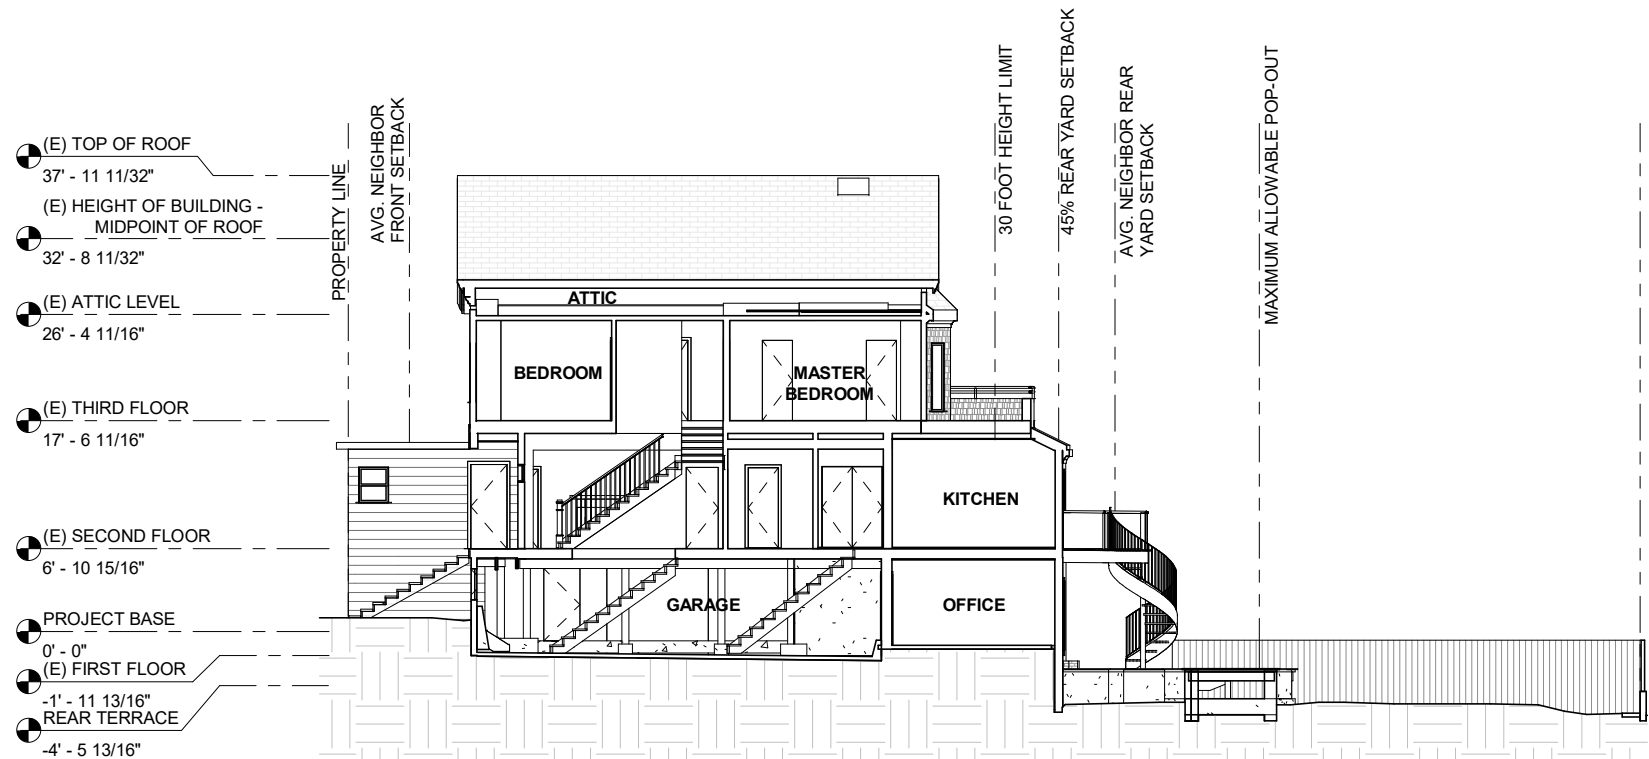 (E) TOP OF ROOF
37' - 11 11/32"
(E) HEIGHT OF BUILDING -
MIDPOINT OF ROOF
32' - 8 11/32"
(E) ATTIC LEVEL
26' - 4 11/16"
(E) THIRD FLOOR
17' - 6 11/16"
(E) SECOND FLOOR
6' - 10 15/16"
PROJECT BASE
0' - 0"
(E) FIRST FLOOR
-1' - 11 13/16"
REAR TERRACE
-4' - 5 13/16"
PROPERTY LINE
AVG. NEIGHBOR
FRONT SETBACK
30 FOOT HEIGHT LIMIT
45% REAR YARD SETBACK
AVG. NEIGHBOR REAR
YARD SETBACK
MAXIMUM ALLOWABLE POP-OUT
ATTIC
BEDROOM
MASTER
BEDROOM
KITCHEN
GARAGE
OFFICE